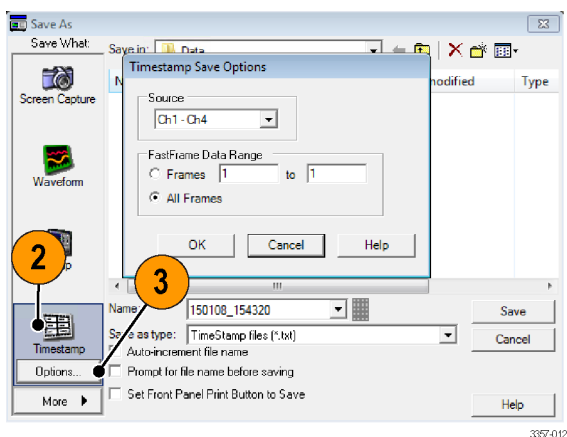 Save As
Save What:
Save in: Data
Timestamp Save Options
Source
Ch1 - Ch4
FastFrame Data Range
Frames 1 to 1
All Frames
OK Cancel Help
N
modified Type
Screen Capture
Waveform
2
3
Name: 150108_154320
Save
Save as type: TimeStamp files (*.txt)
Cancel
Timestamp
Auto-increment file name
Options...
Prompt for file name before saving
More
Set Front Panel Print Button to Save
Help
3357-012